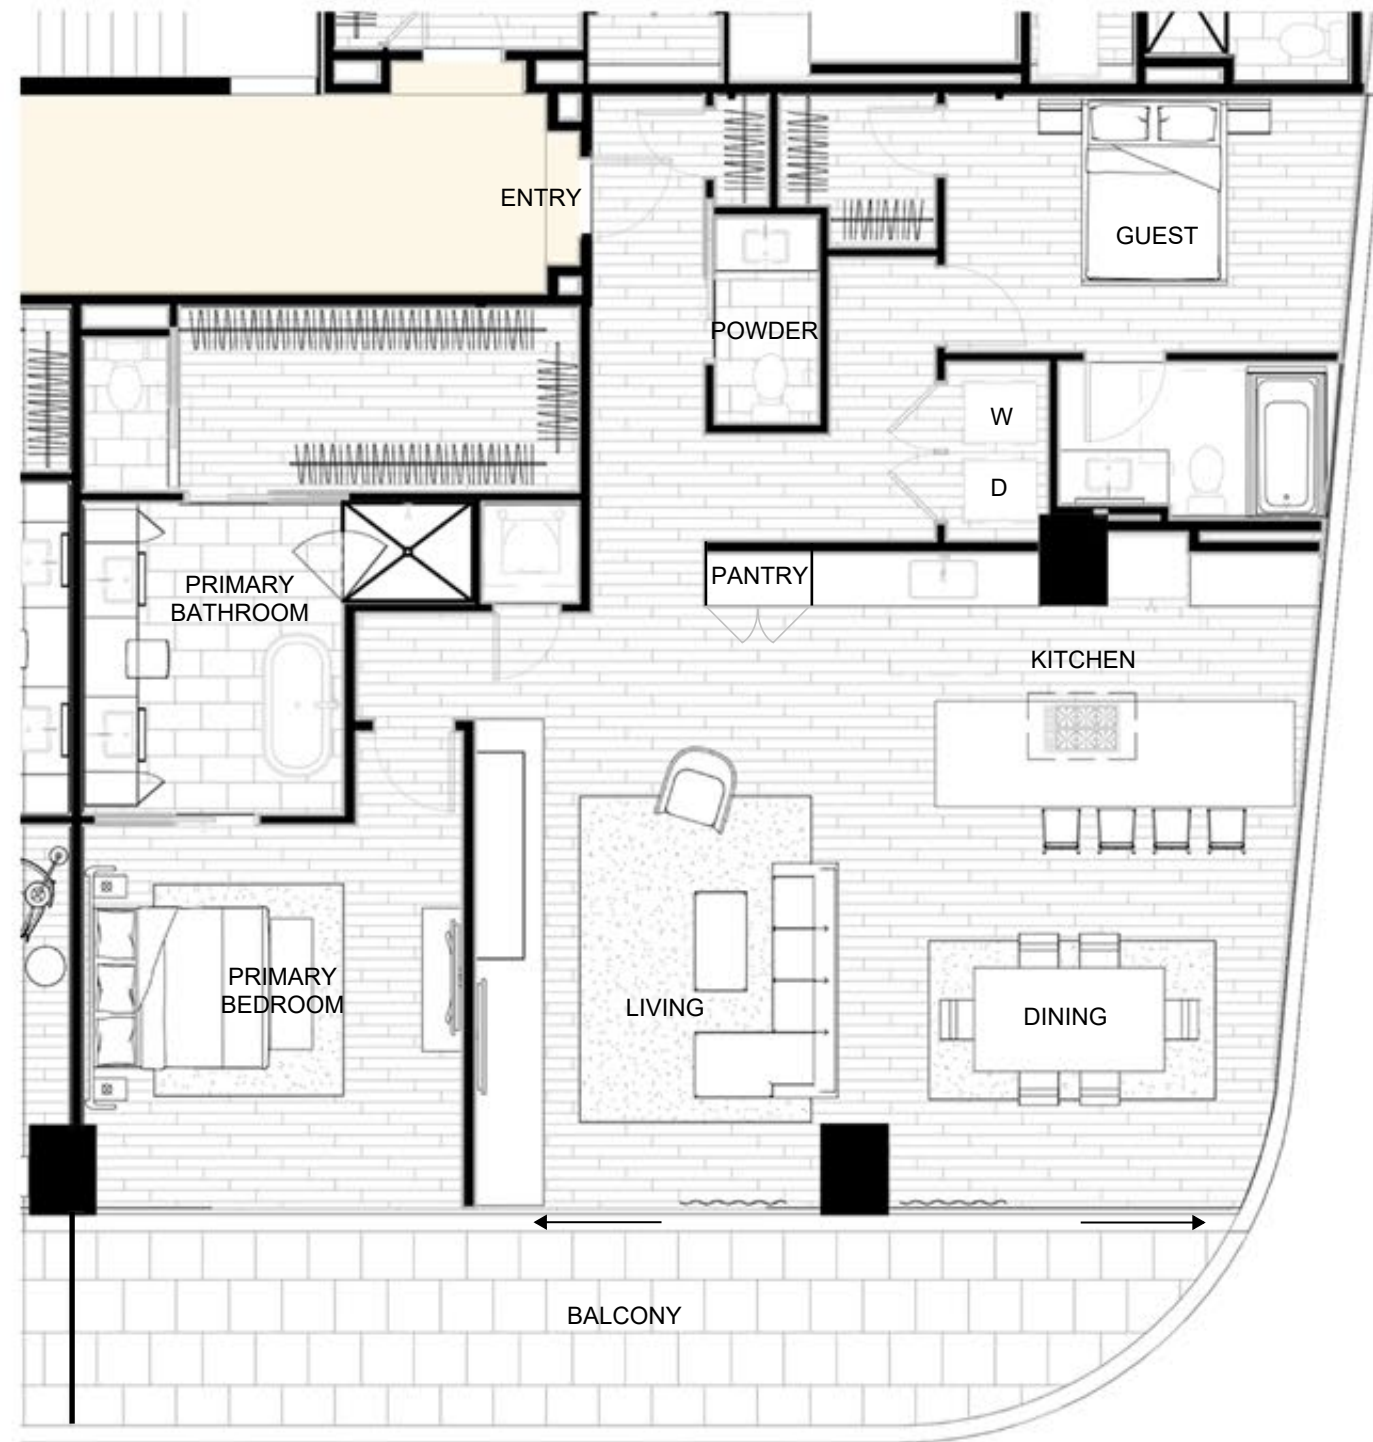 ENTRY
GUEST
POWDER
W
D
PANTRY
PRIMARY
BATHROOM
KITCHEN
PRIMARY
BEDROOM
LIVING
DINING
BALCONY